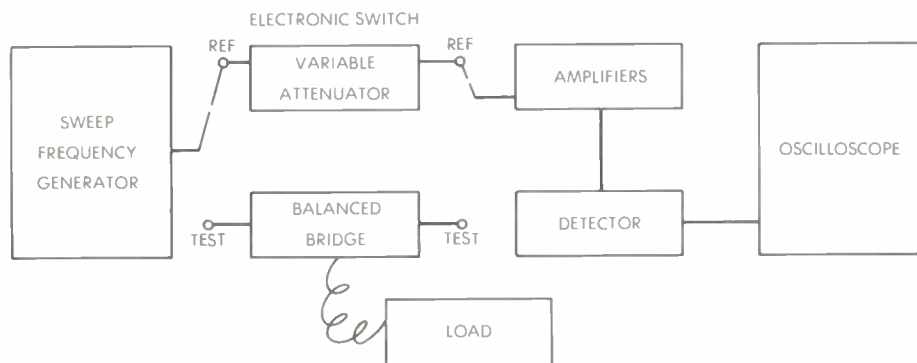 ELECTRONIC SWITCH
REF
REF
VARIABLE
ATTENUATOR
AMPLIFIERS
SWEEP
FREQUENCY
GENERATOR
OSCILLOSCOPE
TEST
BALANCED
BRIDGE
TEST
DETECTOR
LOAD